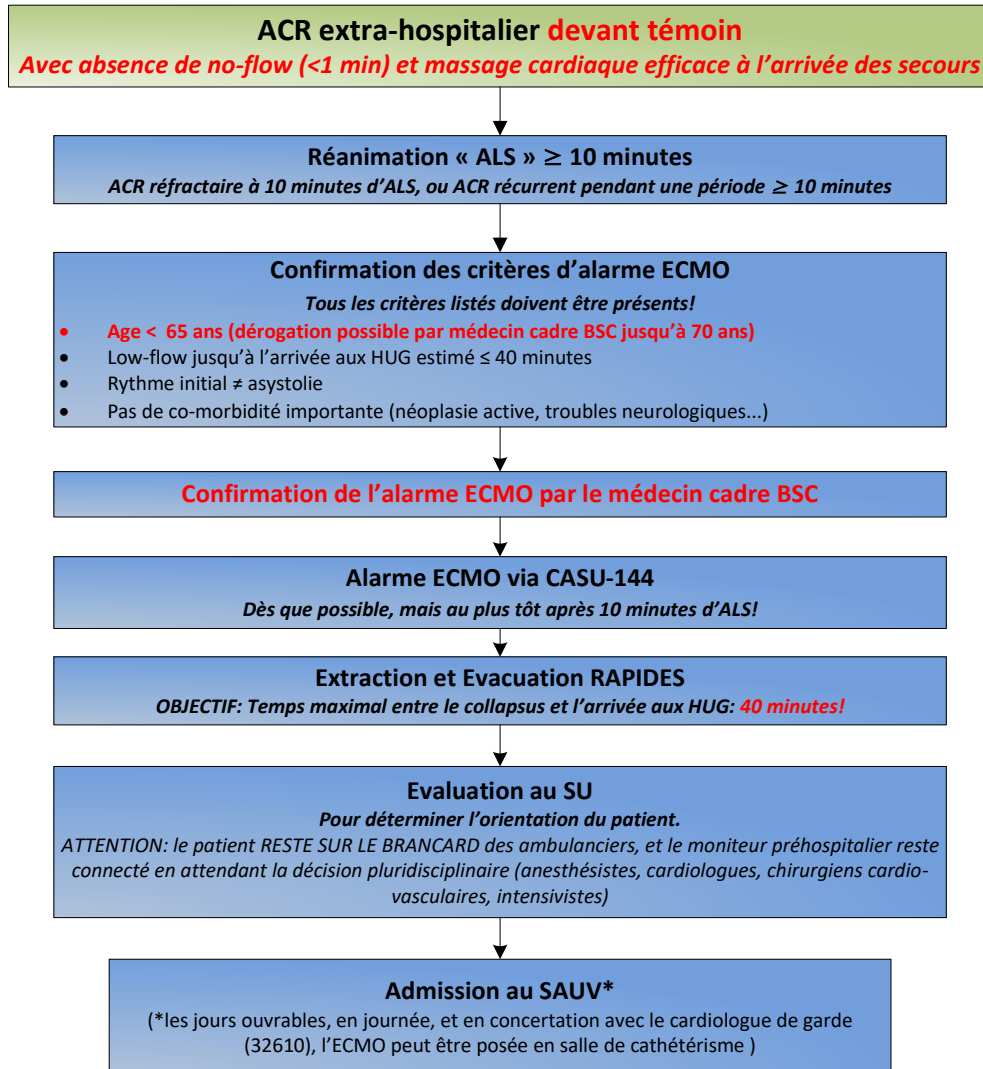 ACR extra-hospitalier devant témoin
Avec absence de no-flow (<1 min) et massage cardiaque efficace à l'arrivée des secours
Réanimation « ALS » ≥ 10 minutes
ACR réfractaire à 10 minutes d'ALS, ou ACR récurrent pendant une période ≥ 10 minutes
Confirmation des critères d'alarme ECMO
Tous les critères listés doivent être présents!
• Age < 65 ans (dérogation possible par médecin cadre BSC jusqu'à 70 ans)
• Low-flow jusqu'à l'arrivée aux HUG estimé ≤ 40 minutes
• Rythme initial ≠ asystolie
• Pas de co-morbidité importante (néoplasie active, troubles neurologiques...)
Confirmation de l'alarme ECMO par le médecin cadre BSC
Alarme ECMO via CASU-144
Dès que possible, mais au plus tôt après 10 minutes d'ALS!
Extraction et Evacuation RAPIDES
OBJECTIF: Temps maximal entre le collapsus et l'arrivée aux HUG: 40 minutes!
Evaluation au SU
Pour déterminer l'orientation du patient.
ATTENTION: le patient RESTE SUR LE BRANCARD des ambulanciers, et le moniteur préhospitalier reste
connecté en attendant la décision pluridisciplinaire (anesthésistes, cardiologues, chirurgiens cardio-
vasculaires, intensivistes)
Admission au SAUV*
(*les jours ouvrables, en journée, et en concertation avec le cardiologue de garde
(32610), l'ECMO peut être posée en salle de cathétérisme )